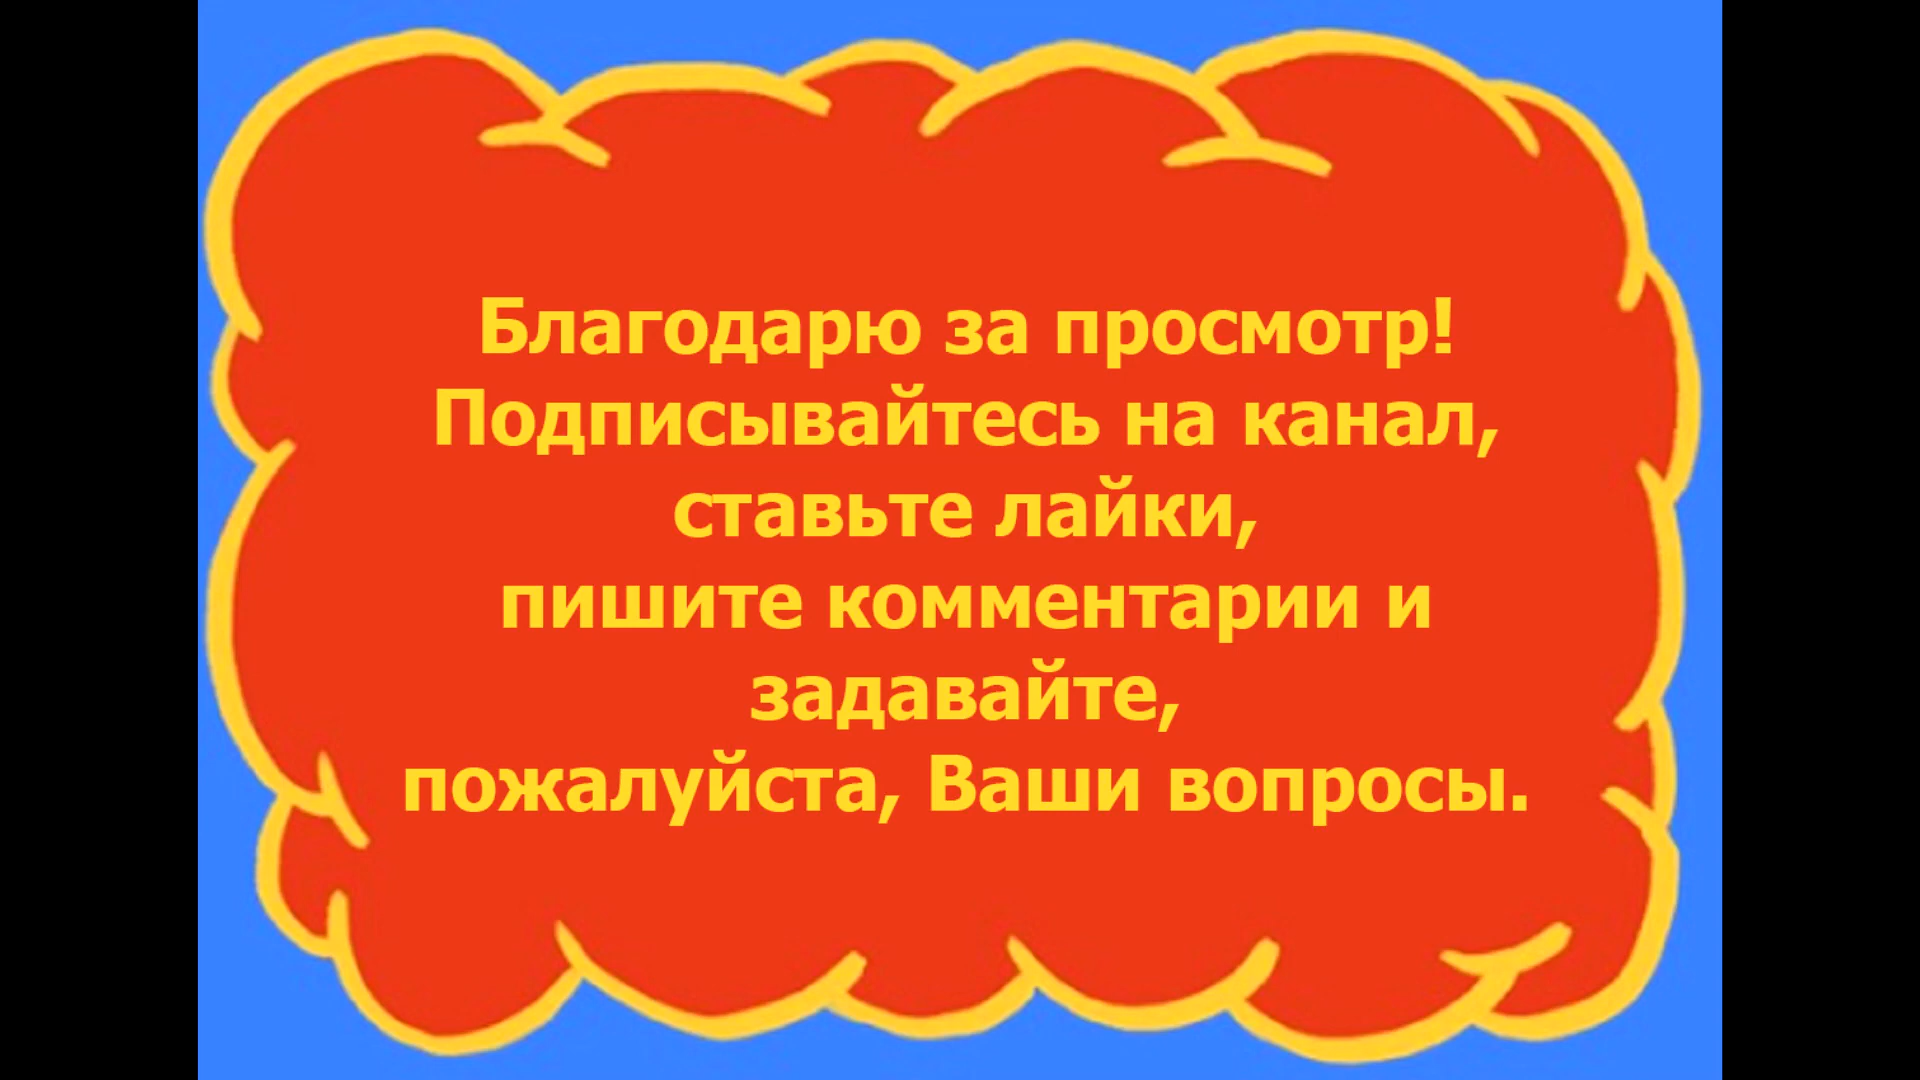 Благодарю за просмотр!
Подписывайтесь на канал,
ставьте лайки,
пишите комментарии и
задавайте,
пожалуйста, Ваши вопросы.